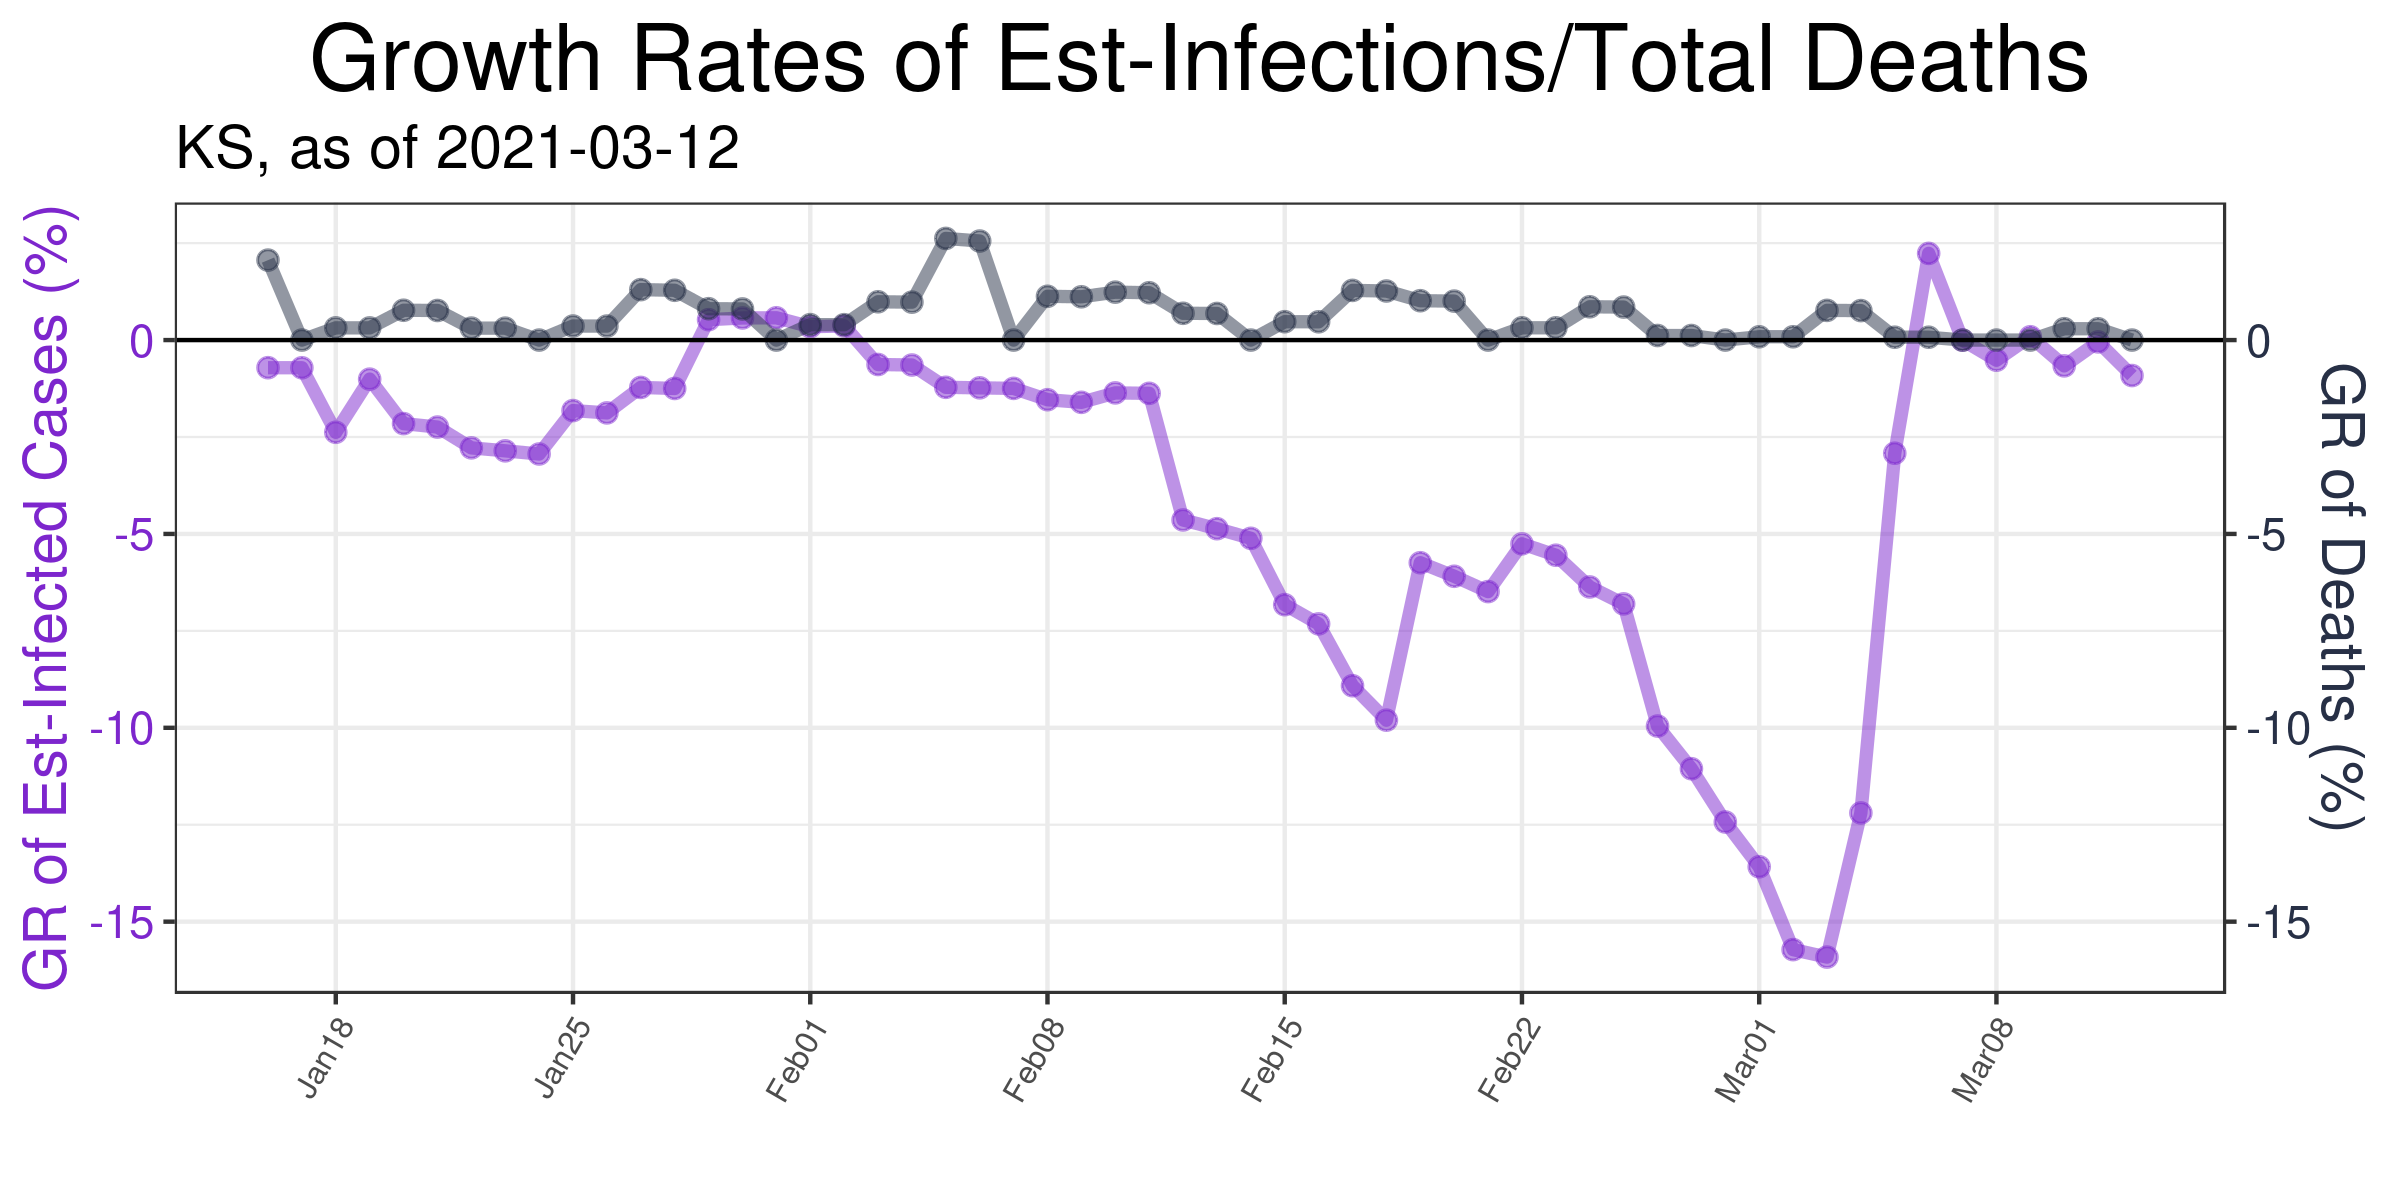 Growth Rates of Est-Infections/Total Deaths
KS, as of 2021-03-12
GR of Est-Infected Cases (%)
0
-5
-10
-15
0
-5
-10
-15
GR of Deaths (%)
Jan18
Jan25
Feb01
Feb08
Feb15
Feb22
Mar01
Mar08